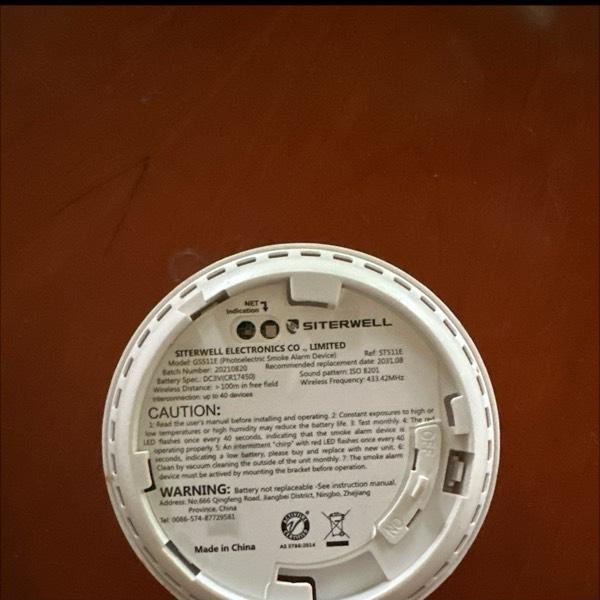 NET
Indication
SITERWELL
SITERWELL ELECTRONICS CO ., LIMITED
Model: GS511E (Photoelectric Smoke Alarm Device) Ref: ST511E
Batch Number: 20210820 Recommended replacement date: 2031.08
Battery Spec.: DC3V(CR17450) Sound pattern: ISO 8201
Wireless Distance: >100m in free field Wireless Frequency: 433.42MHz
Interconnection: up to 40 devices
CAUTION:
1: Read the user's manual before installing and operating. 2: Constant exposures to high or
low temperatures or high humidity may reduce the battery life. 3: Test monthly. 4: The red
LED flashes once every 40 seconds, indicating that the smoke alarm device is
operating properly. 5: An intermittent "chirp" with red LED flashes once every 40
seconds, indicating a low battery, please buy and replace with new unit. 6:
Clean by vacuum cleaning the outside of the unit monthly. 7: The smoke alarm
device must be actived by mounting the bracket before operation.
WARNING: Battery not replaceable -See instruction manual.
Address: No.666 Qingfeng Road, Jiangbei District, Ningbo, Zhejiang
Province, China
Tel: 0086-574-87729581
OFF
ON
AS 3786:2014
Made in China